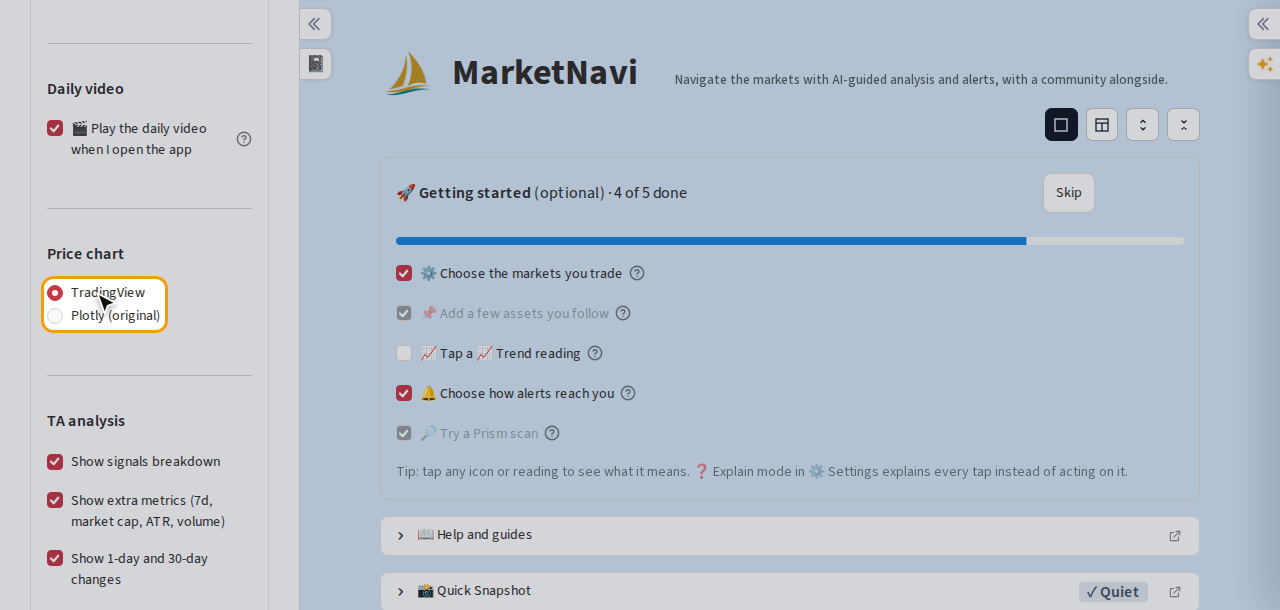 Daily video
🎬 Play the daily video
when I open the app
Price chart
TradingView
Plotly (original)
TA analysis
Show signals breakdown
Show extra metrics (7d,
market cap, ATR, volume)
Show 1-day and 30-day
changes
MarketNavi
Navigate the markets with AI-guided analysis and alerts, with a community alongside.
🚀 Getting started (optional) · 4 of 5 done
Skip
⚙️ Choose the markets you trade
📌 Add a few assets you follow
📈 Tap a 📈 Trend reading
🔔 Choose how alerts reach you
🔎 Try a Prism scan
Tip: tap any icon or reading to see what it means. ❓ Explain mode in ⚙️ Settings explains every tap instead of acting on it.
📖 Help and guides
📸 Quick Snapshot
✓ Quiet